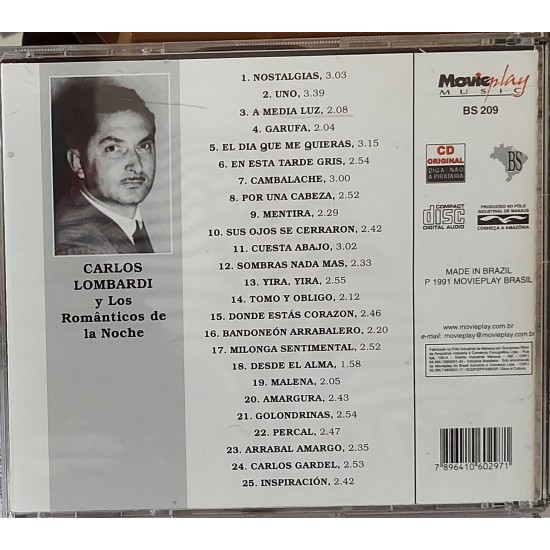 1. NOSTALGIAS, 3.03
2. UNO, 3.39
3. A MEDIA LUZ, 2.08
4. GARUFA, 2.04
5. EL DIA QUE ME QUIERAS, 3.15
6. EN ESTA TARDE GRIS, 2.54
7. CAMBALACHE, 3.00
8. POR UNA CABEZA, 2.52
9. MENTIRA, 2.29
10. SUS OJOS SE CERRARON, 2.42
11. CUESTA ABAJO, 3.02
12. SOMBRAS NADA MAS, 2.33
13. YIRA, YIRA, 2.55
14. TOMO Y OBLIGO, 2.12
15. DONDE ESTÁS CORAZON, 2.46
16. BANDONEÓN ARRABALERO, 2.20
17. MILONGA SENTIMENTAL, 2.52
18. DESDE EL ALMA, 1.58
19. MALENA, 2.05
20. AMARGURA, 2.43
21. GOLONDRINAS, 2.54
22. PERCAL, 2.47
23. ARRABAL AMARGO, 2.35
24. CARLOS GARDEL, 2.53
25. INSPIRACIÓN, 2.42
CARLOS
LOMBARDI
y Los
Românticos de
la Noche
Movieplay
MUSIC
BS 209
CD
ORIGINAL
DIGA NÃO
A PIRATARIA
BS
COMPACT
disc
DIGITAL AUDIO
PRODUZIDO NO PÓLO
INDUSTRIAL DE MANAUS
CONHEÇA A AMAZÔNIA
MADE IN BRAZIL
P 1991 MOVIEPLAY BRASIL
www.movieplay.com.br
e-mail: movieplay@movieplay.com.br
7 896410 602971